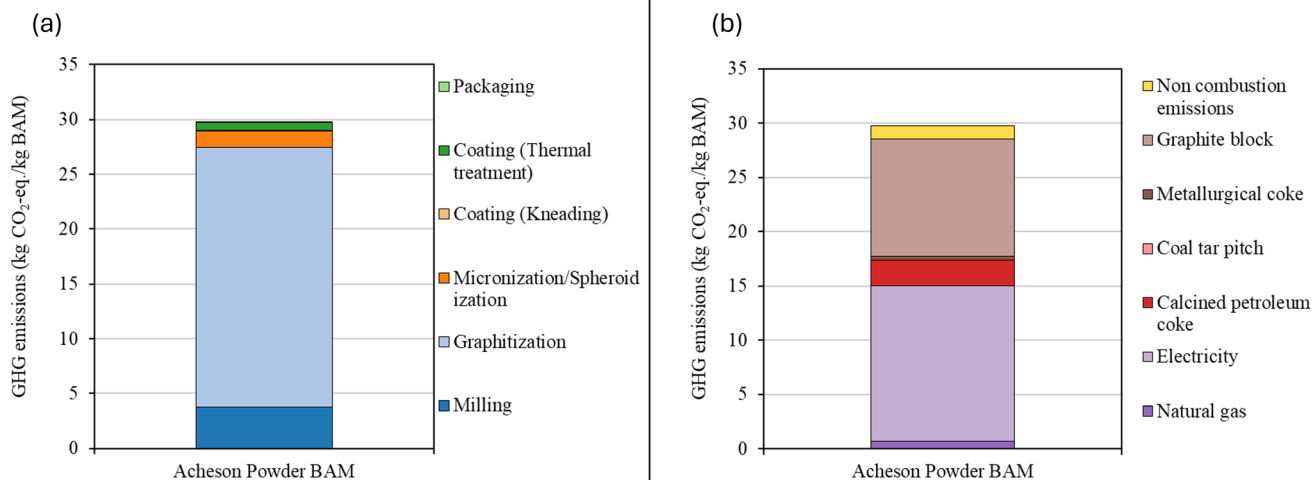 (a)
GHG emissions (kg CO₂-eq./kg BAM)
35
30
25
20
15
10
5
0
Acheson Powder BAM
Packaging
Coating (Thermal
treatment)
Coating (Kneading)
Micronization/Spheroid
ization
Graphitization
Milling
(b)
GHG emissions (kg CO₂-eq./kg BAM)
35
30
25
20
15
10
5
0
Acheson Powder BAM
Non combustion
emissions
Graphite block
Metallurgical coke
Coal tar pitch
Calcined petroleum
coke
Electricity
Natural gas